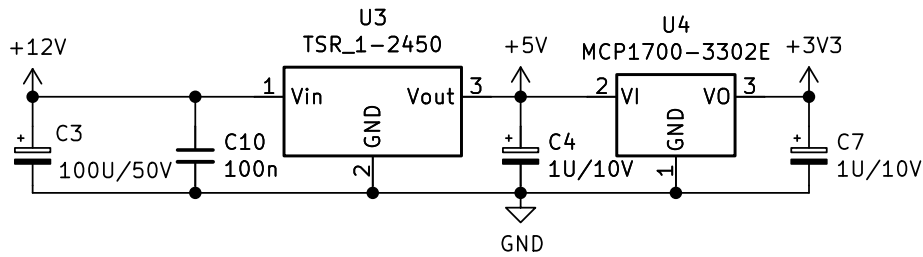 U3
TSR_1-2450
+12V
+5V
U4
MCP1700-3302E
+3V3
1
Vin
Vout
3
GND
2
2
VI
VO
3
GND
1
+
C3
100U/50V
C10
100n
+
C4
1U/10V
+
C7
1U/10V
GND